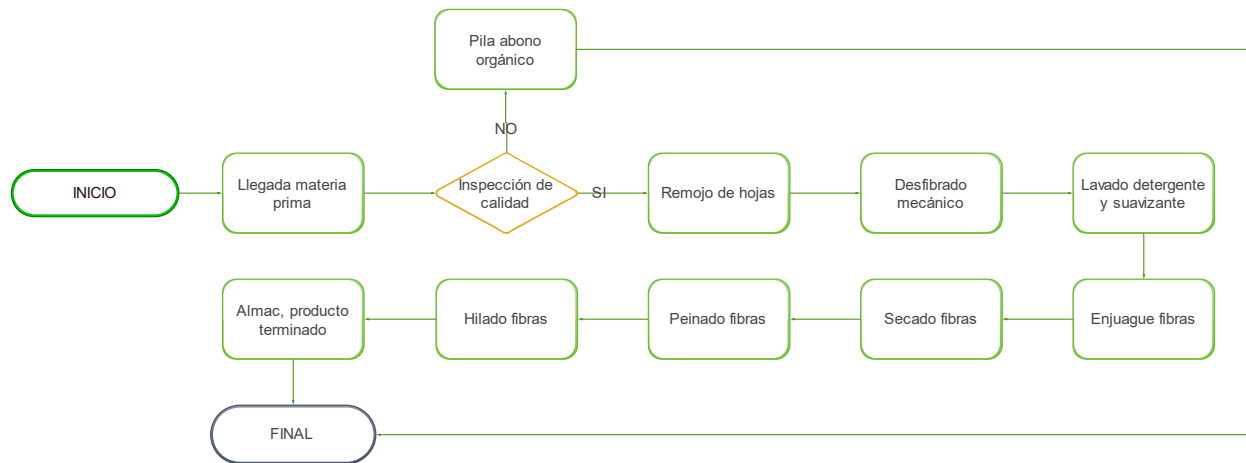 Pila abono
orgánico
NO
INICIO
Llegada materia
prima
Inspección de
calidad
SI
Remojo de hojas
Desfibrado
mecánico
Lavado detergente
y suavizante
Almac, producto
terminado
Hilado fibras
Peinado fibras
Secado fibras
Enjuague fibras
FINAL